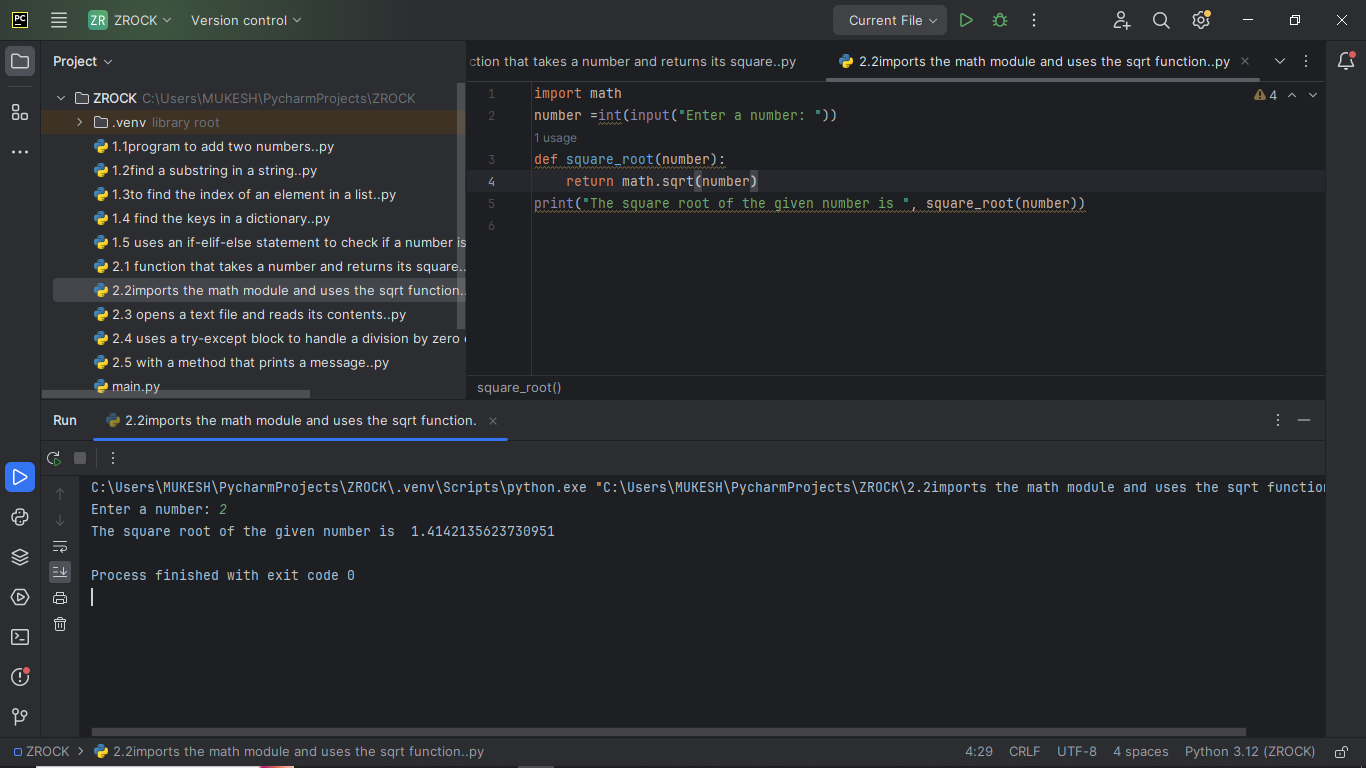 PC ZR ZROCK Version control Current File
Project
ZROCK C:\Users\MUKESH\PycharmProjects\ZROCK
.venv library root
1.1program to add two numbers..py
1.2find a substring in a string..py
1.3to find the index of an element in a list..py
1.4 find the keys in a dictionary..py
1.5 uses an if-elif-else statement to check if a number is
2.1 function that takes a number and returns its square..
2.2imports the math module and uses the sqrt function..
2.3 opens a text file and reads its contents..py
2.4 uses a try-except block to handle a division by zero
2.5 with a method that prints a message..py
main.py
ction that takes a number and returns its square..py 2.2imports the math module and uses the sqrt function..py
4
1 import math
2 number =int(input("Enter a number: "))
1 usage
3 def square_root(number):
4 return math.sqrt(number)
5 print("The square root of the given number is ", square_root(number))
6
square_root()
Run 2.2imports the math module and uses the sqrt function.
C:\Users\MUKESH\PycharmProjects\ZROCK\.venv\Scripts\python.exe "C:\Users\MUKESH\PycharmProjects\ZROCK\2.2imports the math module and uses the sqrt function
Enter a number: 2
The square root of the given number is  1.4142135623730951
Process finished with exit code 0
ZROCK 2.2imports the math module and uses the sqrt function..py 4:29 CRLF UTF-8 4 spaces Python 3.12 (ZROCK)